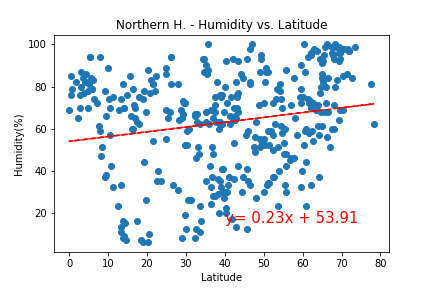 Northern H. - Humidity vs. Latitude
Humidity(%)
100
80
60
40
20
y= 0.23x + 53.91
0 10 20 30 40 50 60 70 80
Latitude